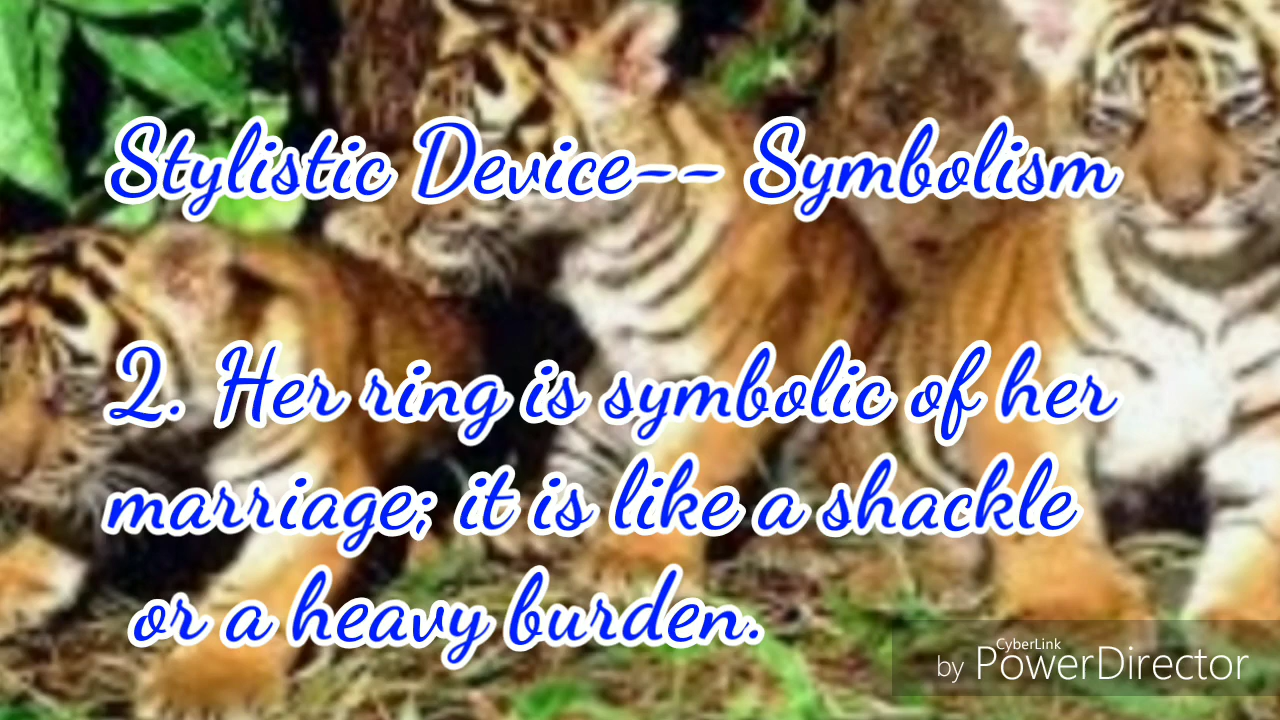 Stylistic Device-- Symbolism
2. Her ring is symbolic of her
marriage; it is like a shackle
or a heavy burden.
CyberLink
by PowerDirector